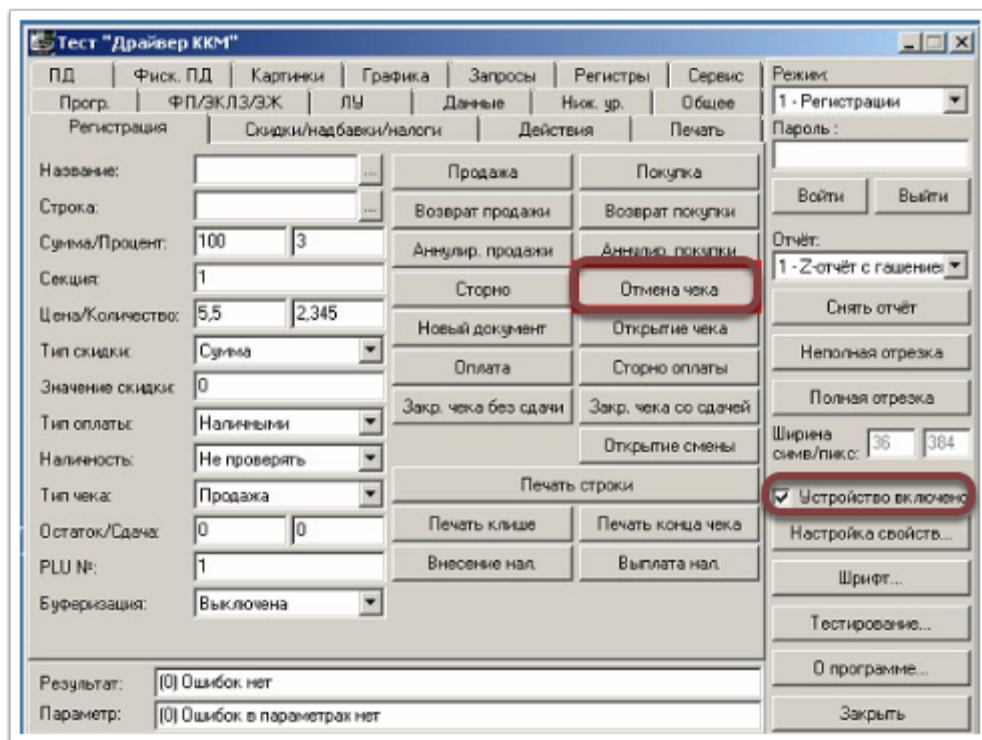 Тест "Драйвер ККМ"
ПД Фиск. ПД Картинки Графика Запросы Регистры Сервис
Прогр. ФП/ЭКЛЗ/ЭЖ ЛУ Данные Ниж. ур. Общее
Регистрация Скидки/надбавки/налоги Действия Печать
Название: ...
Строка: ...
Сумма/Процент: 100 3
Секция: 1
Цена/Количество: 5,5 2,345
Тип скидки: Сумма
Значение скидки: 0
Тип оплаты: Наличными
Наличность: Не проверять
Тип чека: Продажа
Остаток/Сдача: 0 0
PLU №: 1
Буферизация: Выключена
Продажа Покупка
Возврат продажи Возврат покупки
Аннулир. продажи Аннулир. покупки
Сторно Отмена чека
Новый документ Открытие чека
Оплата Сторно оплаты
Закр. чека без сдачи Закр. чека со сдачей
Открытие смены
Печать строки
Печать клише Печать конца чека
Внесение нал. Выплата нал.
Режим:
1 - Регистрации
Пароль :
Войти Выйти
Отчёт:
1 - Z-отчёт с гашением
Снять отчёт
Неполная отрезка
Полная отрезка
Ширина
симв/пикс: 36 384
Устройство включено
Настройка свойств...
Шрифт...
Тестирование...
О программе...
Закрыть
Результат: (0) Ошибок нет
Параметр: (0) Ошибок в параметрах нет